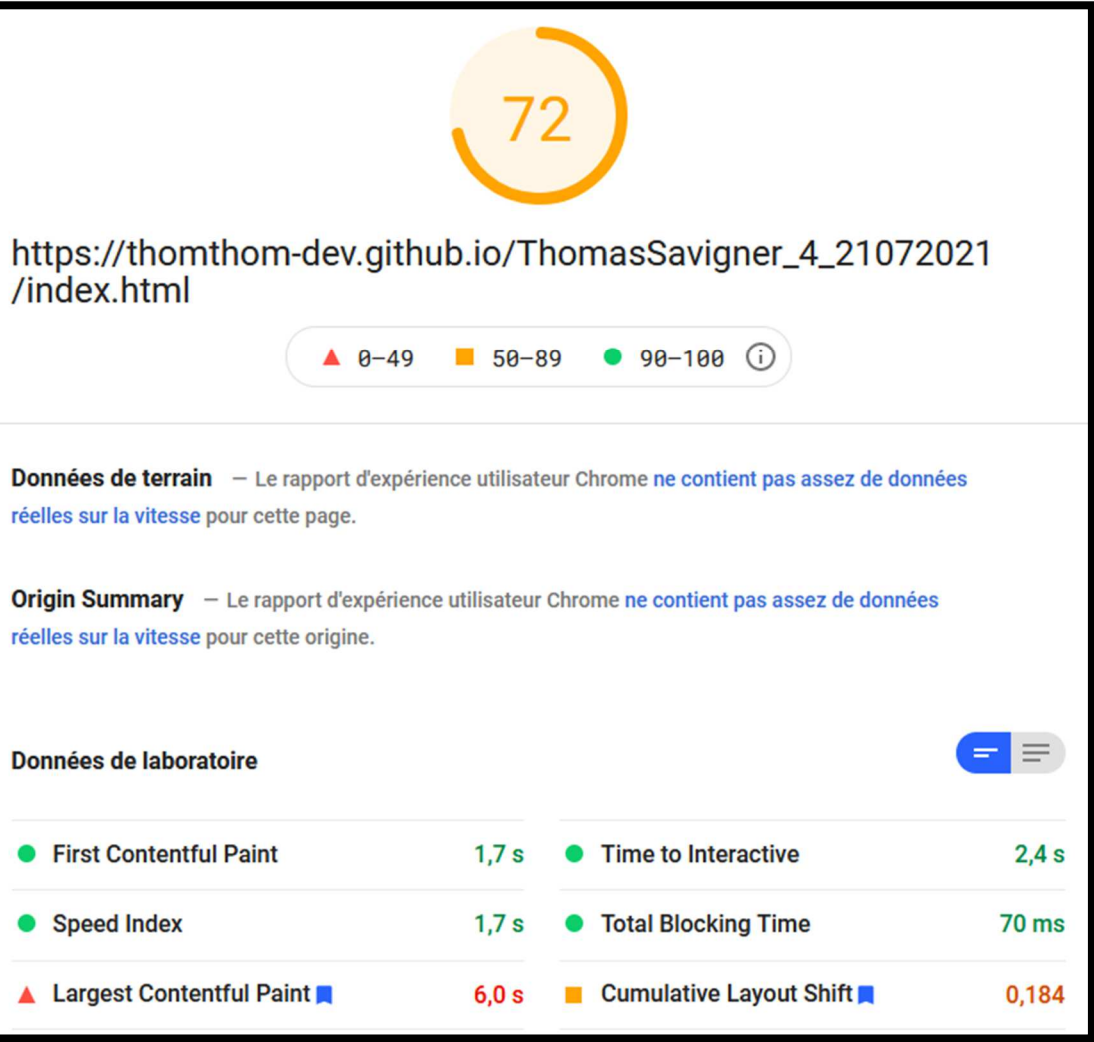 72
https://thomthom-dev.github.io/ThomasSavigner_4_21072021
/index.html
0–49 50–89 90–100
Données de terrain — Le rapport d'expérience utilisateur Chrome ne contient pas assez de données
réelles sur la vitesse pour cette page.
Origin Summary — Le rapport d'expérience utilisateur Chrome ne contient pas assez de données
réelles sur la vitesse pour cette origine.
Données de laboratoire
First Contentful Paint 1,7 s
Time to Interactive 2,4 s
Speed Index 1,7 s
Total Blocking Time 70 ms
Largest Contentful Paint 6,0 s
Cumulative Layout Shift 0,184